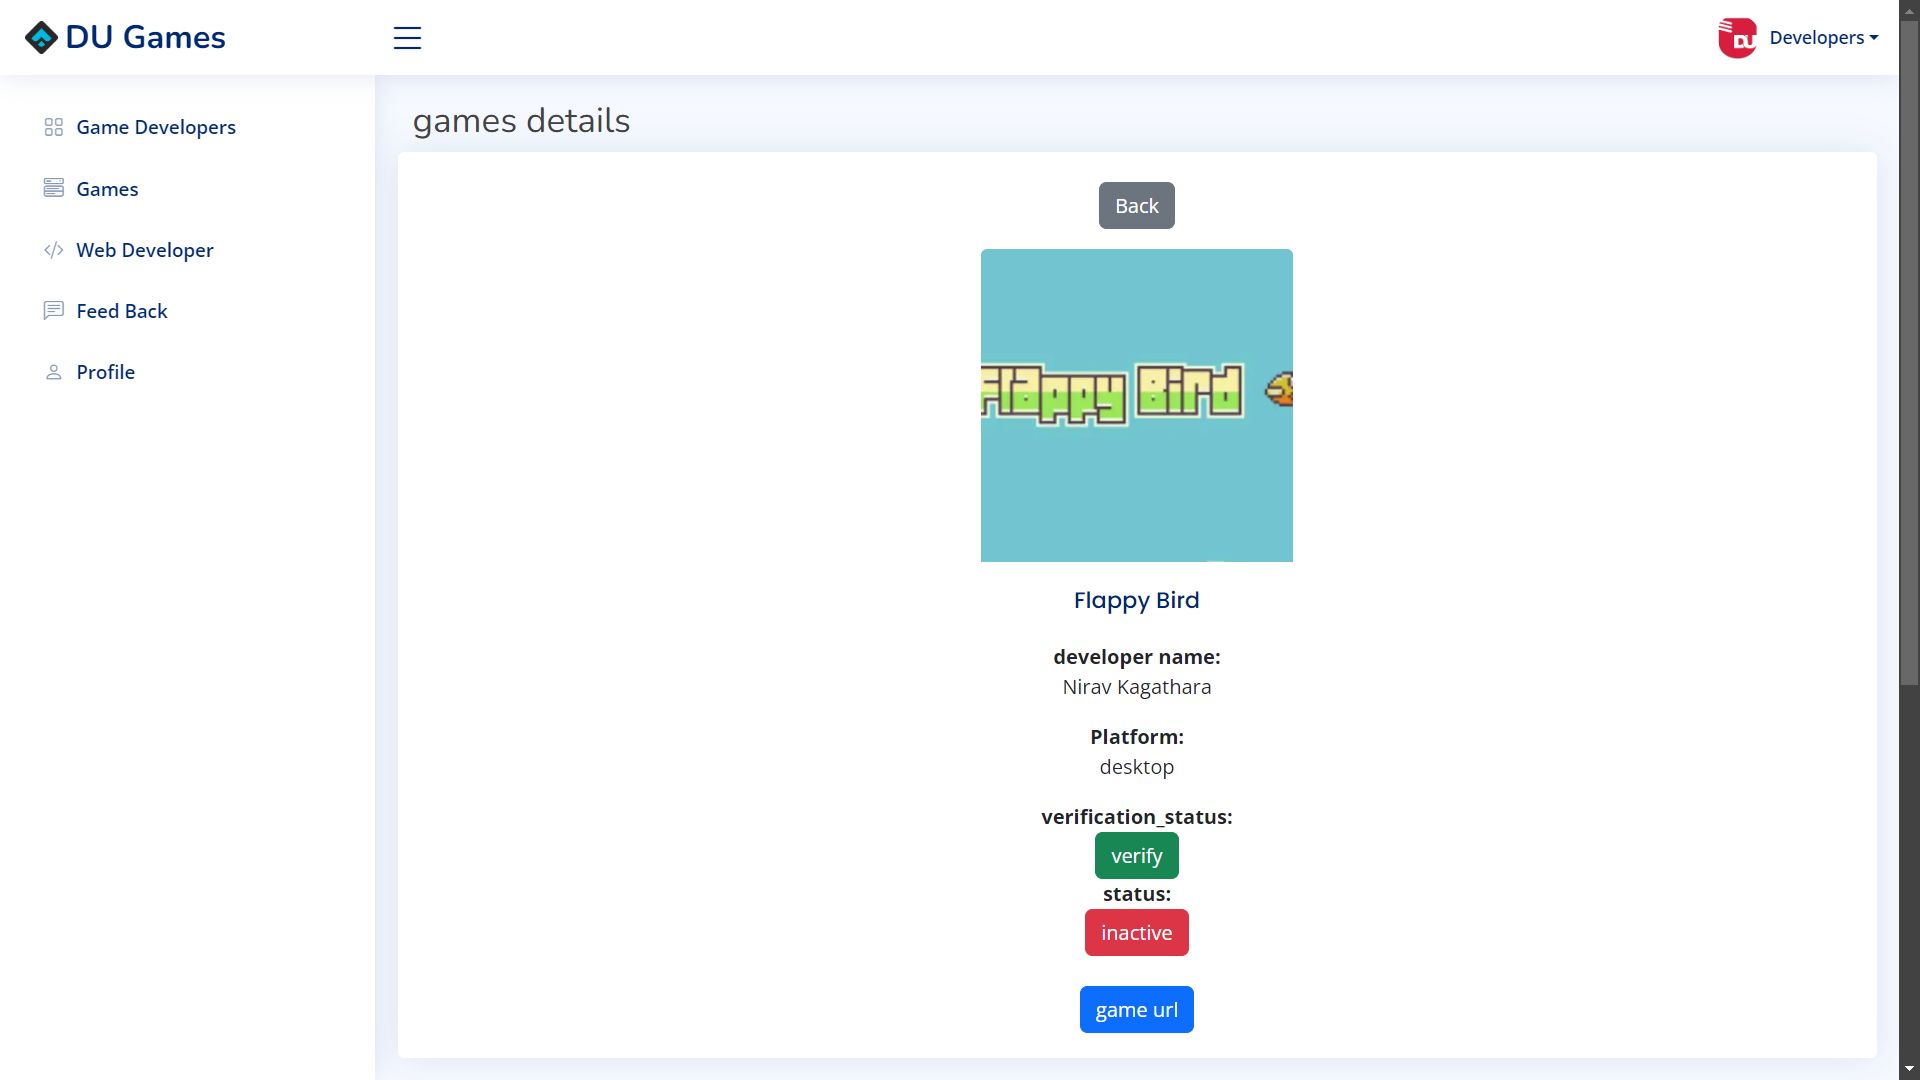 DU Games
DU
Developers
Game Developers
Games
Web Developer
Feed Back
Profile
games details
Back
Flappy Bird
Flappy Bird
developer name:
Nirav Kagathara
Platform:
desktop
verification_status:
verify
status:
inactive
game url